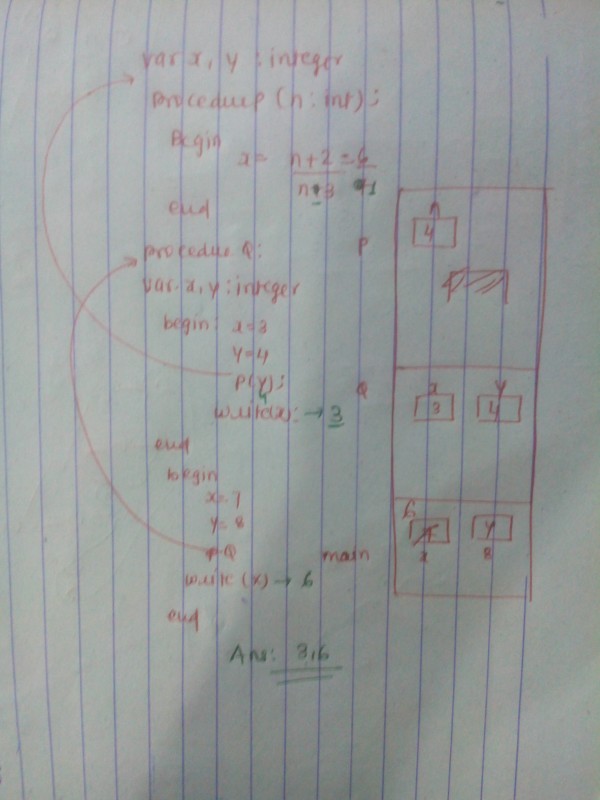 var x, y : integer
procedure P (n : int) ;
Begin
x = n+2 = 6
n+3
end
procedure Q :
var x, y : integer
begin : x = 3
y = 4
P(y) ;
4
write(x) : → 3
end
begin
x = 7
y = 8
Q
write (x) → 6
end
Ans: 3,6
P
n
4
Q
x y
3 4
main
6
y
x 8